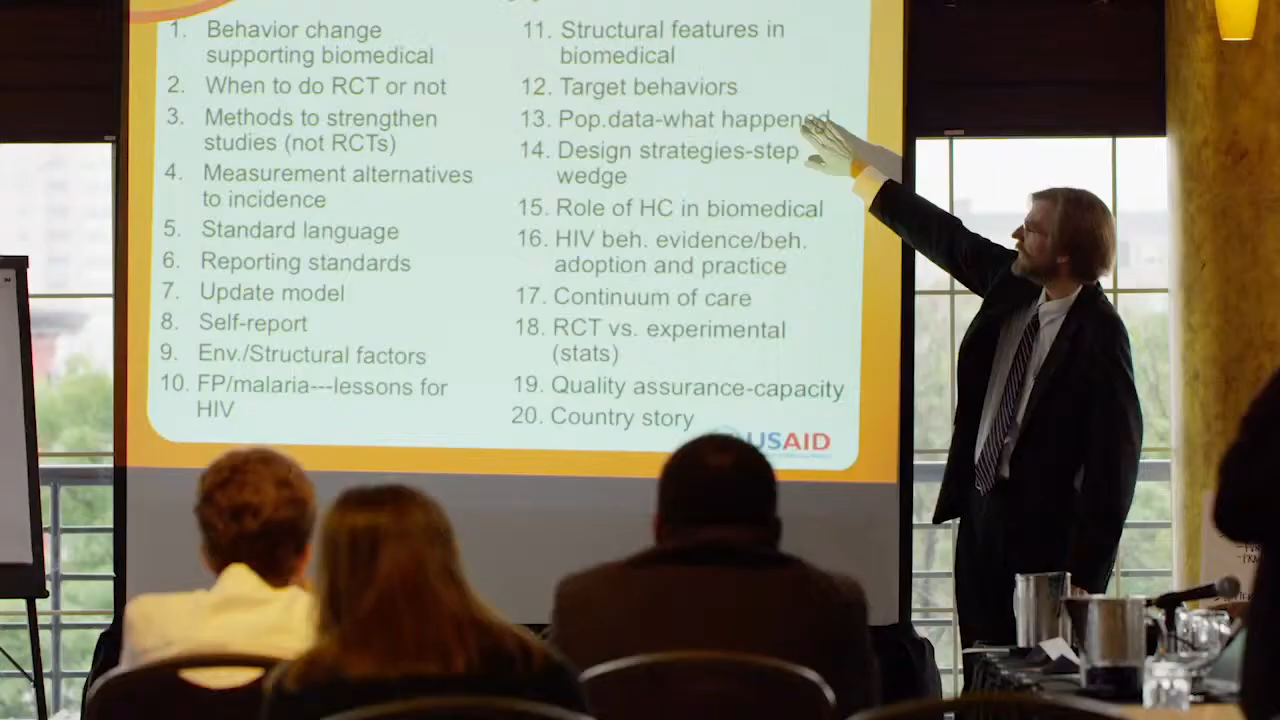 1. Behavior change
supporting biomedical
2. When to do RCT or not
3. Methods to strengthen
studies (not RCTs)
4. Measurement alternatives
to incidence
5. Standard language
6. Reporting standards
7. Update model
8. Self-report
9. Env./Structural factors
10. FP/malaria---lessons for
HIV
11. Structural features in
biomedical
12. Target behaviors
13. Pop.data-what happened
14. Design strategies-step
wedge
15. Role of HC in biomedical
16. HIV beh. evidence/beh.
adoption and practice
17. Continuum of care
18. RCT vs. experimental
(stats)
19. Quality assurance-capacity
20. Country story
USAID